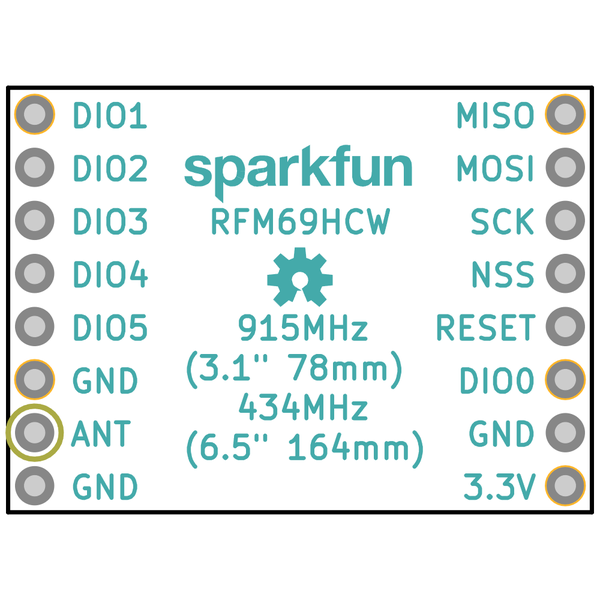 DIO1
DIO2
DIO3
DIO4
DIO5
GND
ANT
GND
sparkfun
RFM69HCW
915MHz
(3.1" 78mm)
434MHz
(6.5" 164mm)
MISO
MOSI
SCK
NSS
RESET
DIO0
GND
3.3V